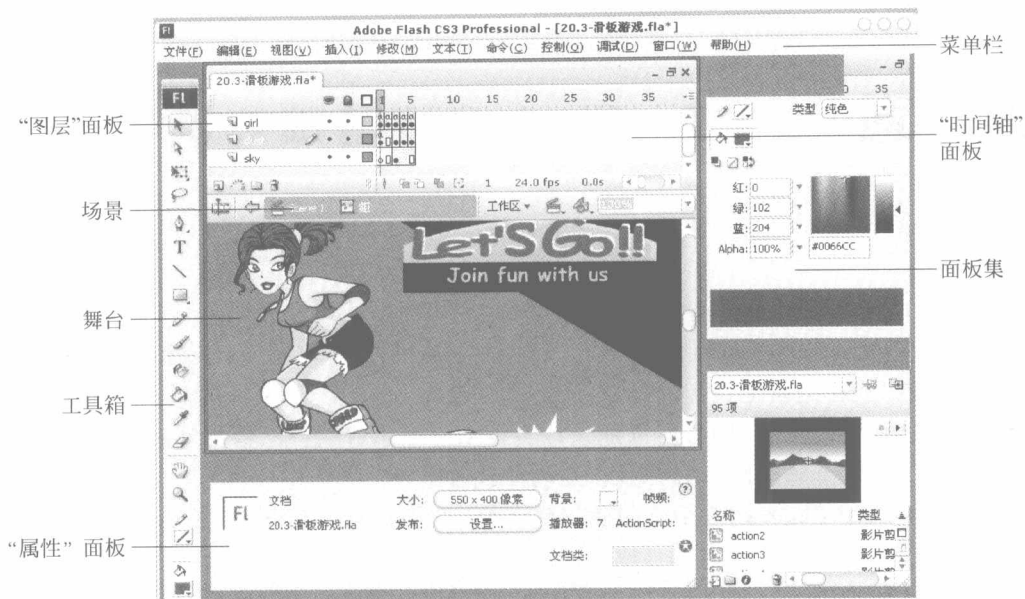 Fl Adobe Flash CS3 Professional - [20.3-滑板游戏.fla*]
文件(F) 编辑(E) 视图(V) 插入(I) 修改(M) 文本(T) 命令(C) 控制(O) 调试(D) 窗口(W) 帮助(H)
菜单栏
20.3-滑板游戏.fla*
Fl
1 5 10 15 20 25 30 35
35
类型 纯色
“图层”面板
girl
“时间轴”
面板
sky
1 24.0 fps 0.0s
红: 0
绿: 102
蓝: 204
Alpha: 100% #0066CC
场景
工作区
Let'S Go!!
Join fun with us
面板集
舞台
T
工具箱
20.3-滑板游戏.fla
95 项
名称 类型
action2 影片剪
action3 影片剪
“属性”面板
Fl
文档
20.3-滑板游戏.fla
大小: 550 x 400 像素 背景: 帧频:
发布: 设置... 播放器: 7 ActionScript:
文档类: